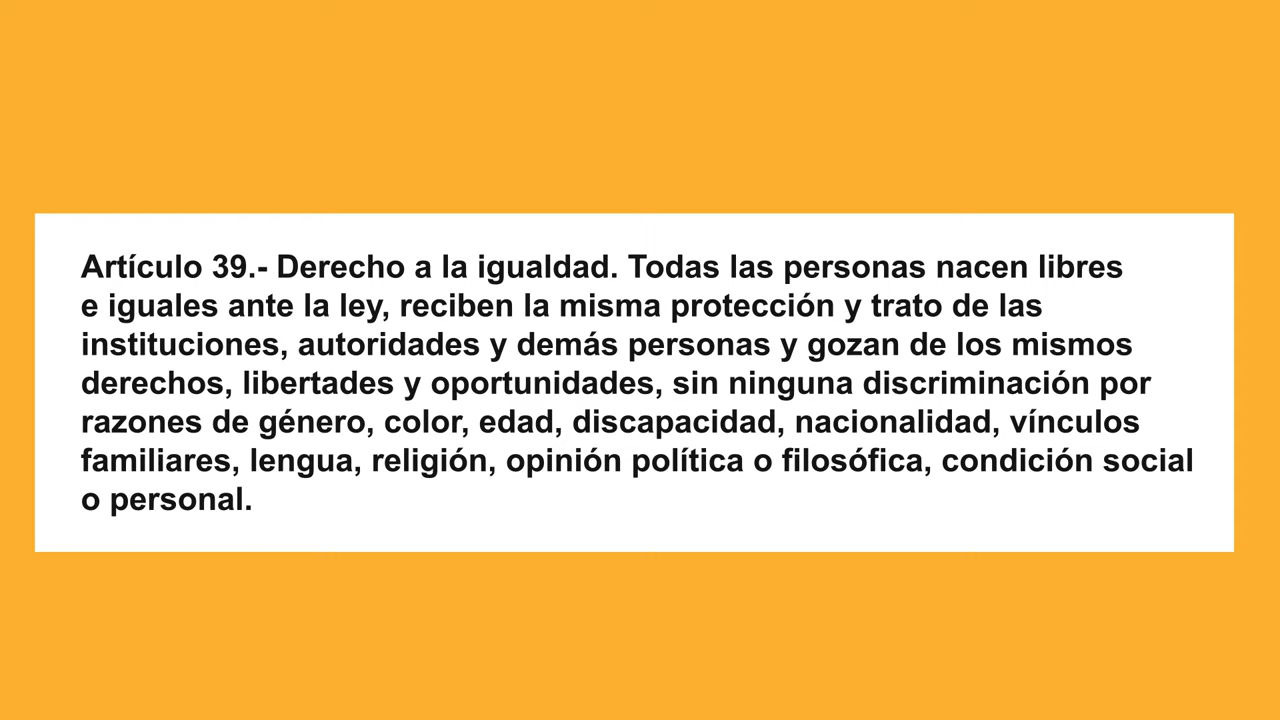 Artículo 39.- Derecho a la igualdad. Todas las personas nacen libres
e iguales ante la ley, reciben la misma protección y trato de las
instituciones, autoridades y demás personas y gozan de los mismos
derechos, libertades y oportunidades, sin ninguna discriminación por
razones de género, color, edad, discapacidad, nacionalidad, vínculos
familiares, lengua, religión, opinión política o filosófica, condición social
o personal.